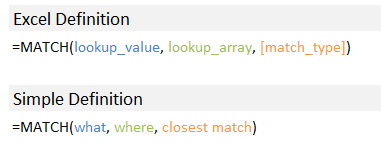 Excel Definition
=MATCH(lookup_value, lookup_array, [match_type])
Simple Definition
=MATCH(what, where, closest match)